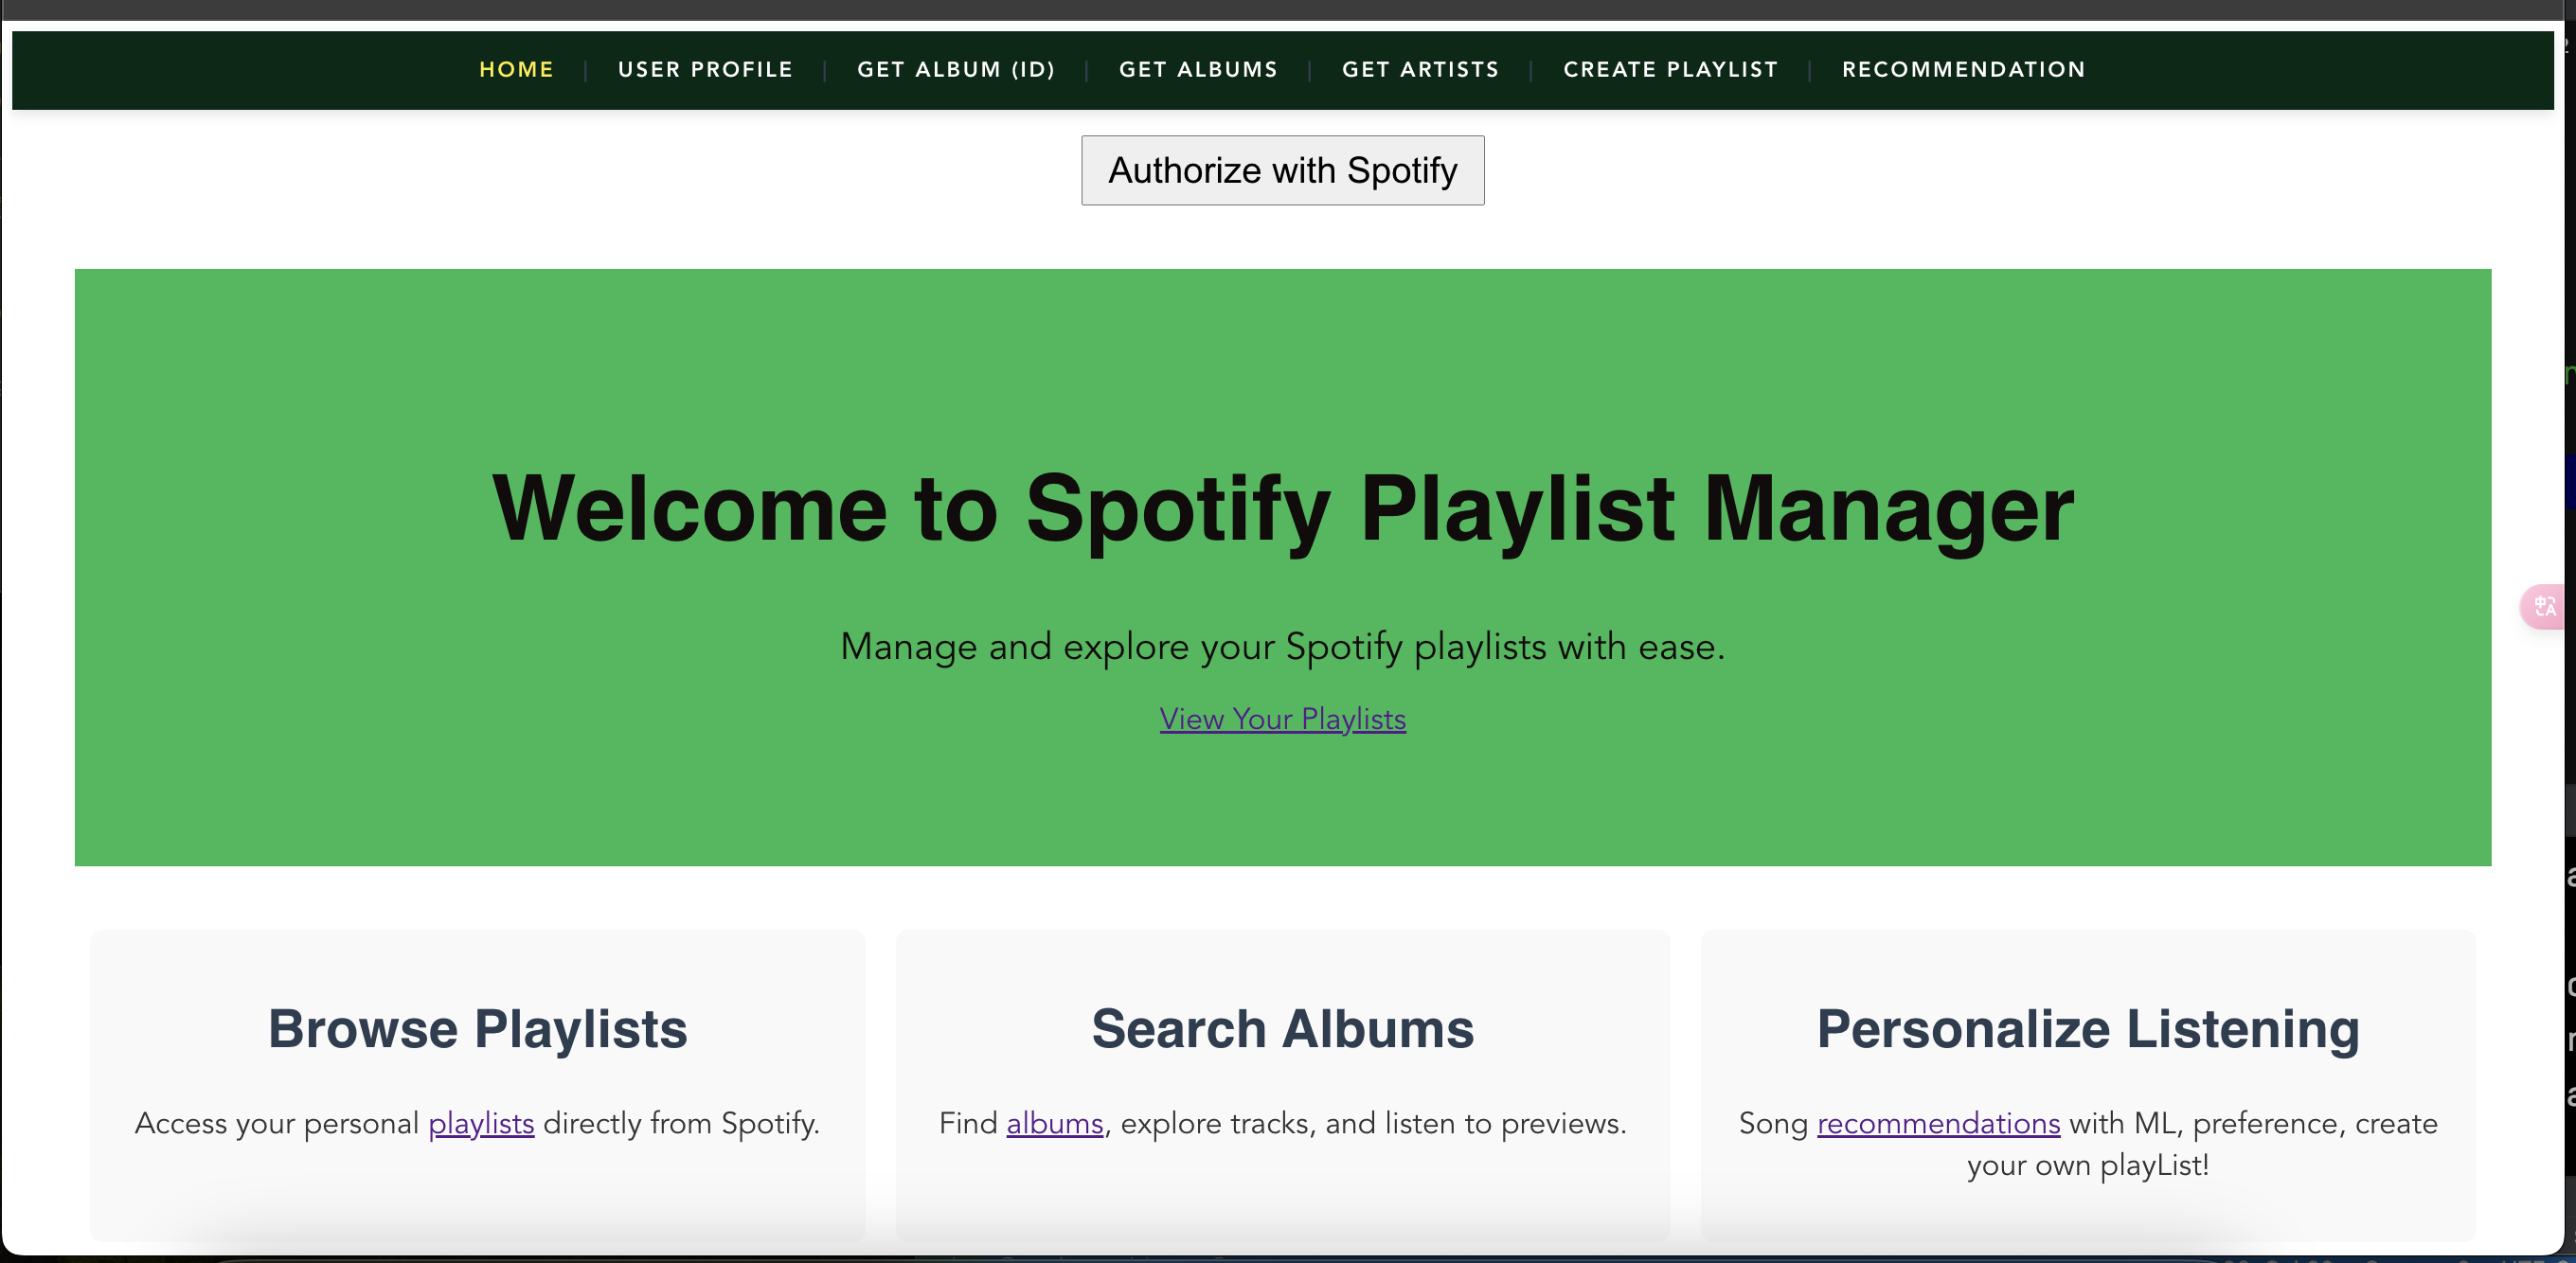 HOME | USER PROFILE | GET ALBUM (ID) | GET ALBUMS | GET ARTISTS | CREATE PLAYLIST | RECOMMENDATION
Authorize with Spotify
Welcome to Spotify Playlist Manager
Manage and explore your Spotify playlists with ease.
View Your Playlists
Browse Playlists
Access your personal playlists directly from Spotify.
Search Albums
Find albums, explore tracks, and listen to previews.
Personalize Listening
Song recommendations with ML, preference, create
your own playList!